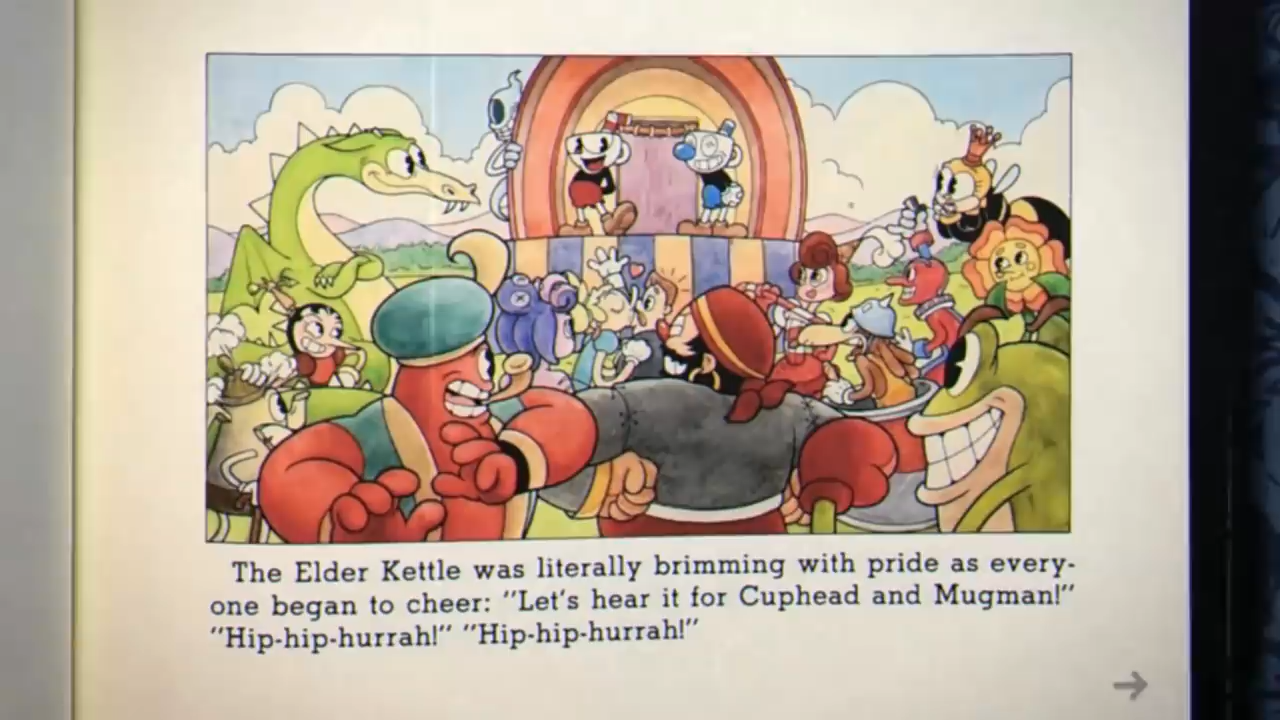 The Elder Kettle was literally brimming with pride as every-
one began to cheer: "Let's hear it for Cuphead and Mugman!"
"Hip-hip-hurrah!" "Hip-hip-hurrah!"